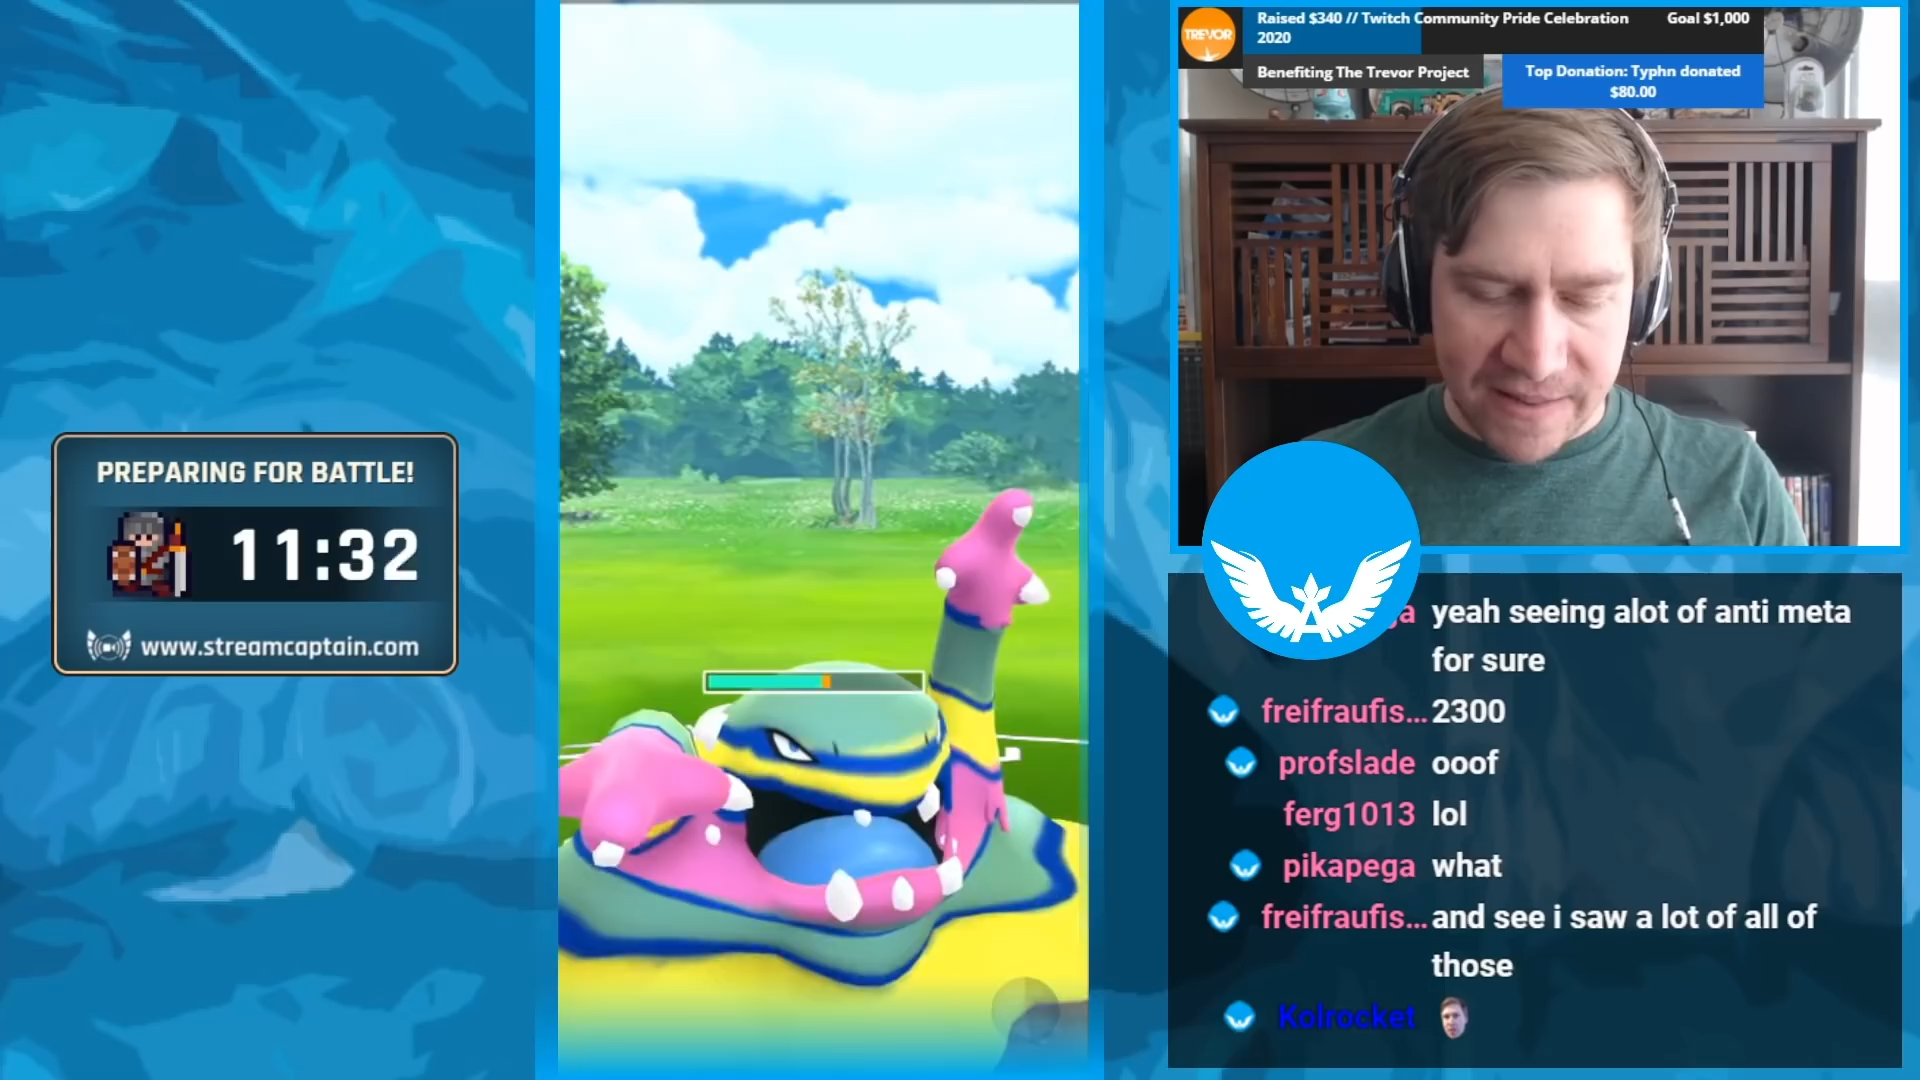 PREPARING FOR BATTLE!
11:32
www.streamcaptain.com
TREVOR
Raised $340 // Twitch Community Pride Celebration
2020
Goal $1,000
Benefiting The Trevor Project
Top Donation: Typhn donated
$80.00
yeah seeing alot of anti meta
for sure
freifraufis... 2300
profslade ooof
ferg1013 lol
pikapega what
freifraufis... and see i saw a lot of all of
those
Kolrocket